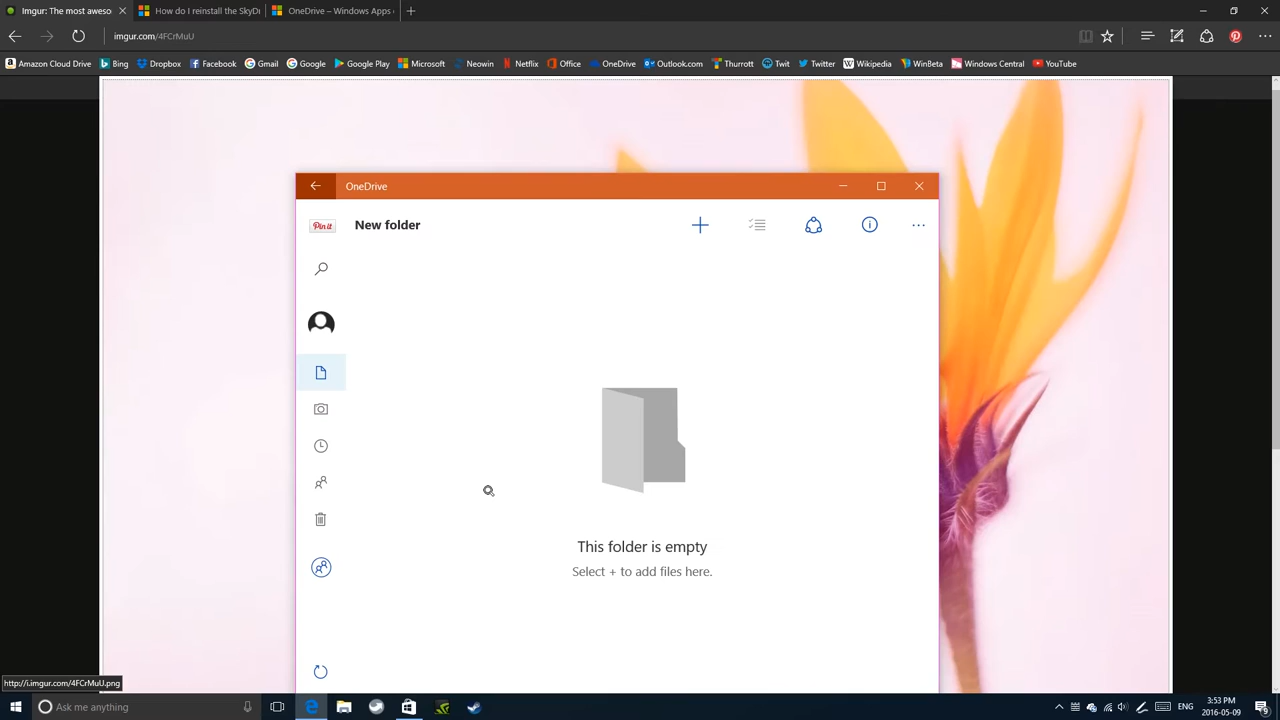 Imgur: The most aweso
How do I reinstall the SkyD
OneDrive – Windows Apps
imgur.com/4FCrMuU
Amazon Cloud Drive Bing Dropbox Facebook Gmail Google Google Play Microsoft Neowin Netflix Office OneDrive Outlook.com Thurrott Twit Twitter Wikipedia WinBeta Windows Central YouTube
OneDrive
Pin it
New folder
This folder is empty
Select + to add files here.
http://i.imgur.com/4FCrMuU.png
Ask me anything
ENG
3:53 PM
2016-05-09